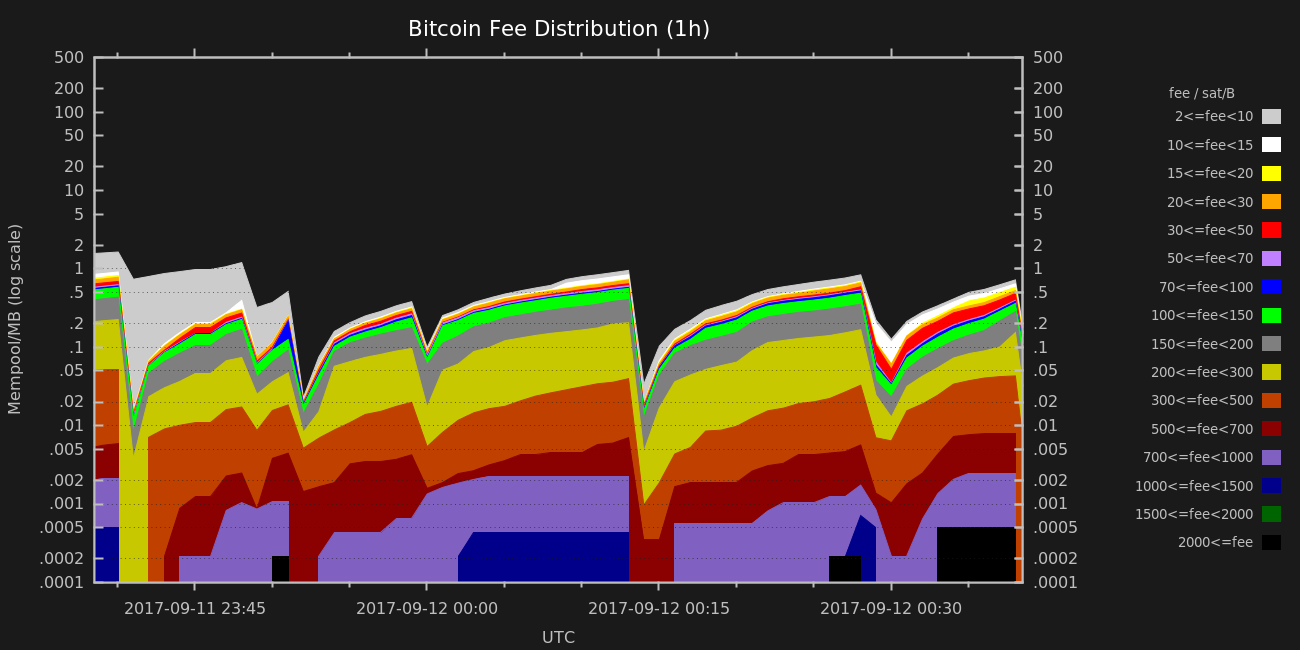 Bitcoin Fee Distribution (1h)
Mempool/MB (log scale)
500
200
100
50
20
10
5
2
1
.5
.2
.1
.05
.02
.01
.005
.002
.001
.0005
.0002
.0001
500
200
100
50
20
10
5
2
1
.5
.2
.1
.05
.02
.01
.005
.002
.001
.0005
.0002
.0001
2017-09-11 23:45
2017-09-12 00:00
2017-09-12 00:15
2017-09-12 00:30
UTC
fee / sat/B
2<=fee<10
10<=fee<15
15<=fee<20
20<=fee<30
30<=fee<50
50<=fee<70
70<=fee<100
100<=fee<150
150<=fee<200
200<=fee<300
300<=fee<500
500<=fee<700
700<=fee<1000
1000<=fee<1500
1500<=fee<2000
2000<=fee